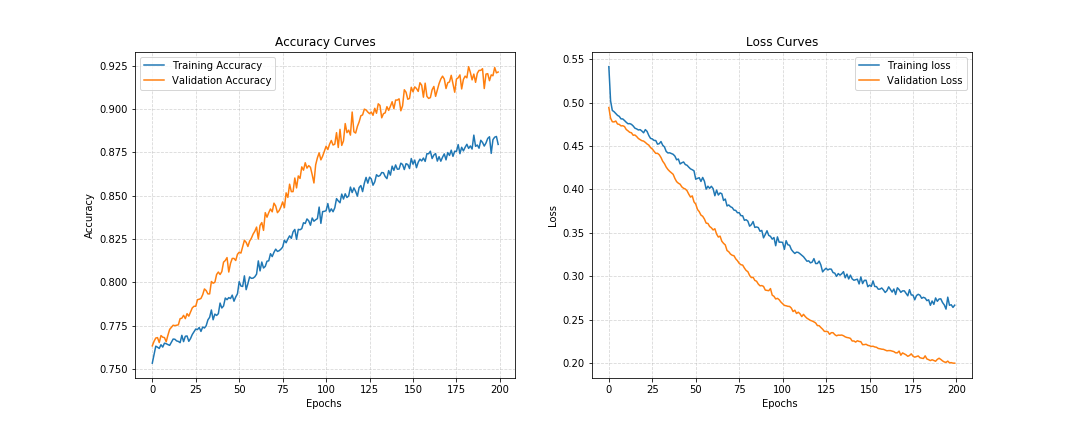 Accuracy Curves
Training Accuracy
Validation Accuracy
0.925
0.900
0.875
0.850
0.825
0.800
0.775
0.750
Accuracy
0 25 50 75 100 125 150 175 200
Epochs
Loss Curves
Training loss
Validation Loss
0.55
0.50
0.45
0.40
0.35
0.30
0.25
0.20
Loss
0 25 50 75 100 125 150 175 200
Epochs